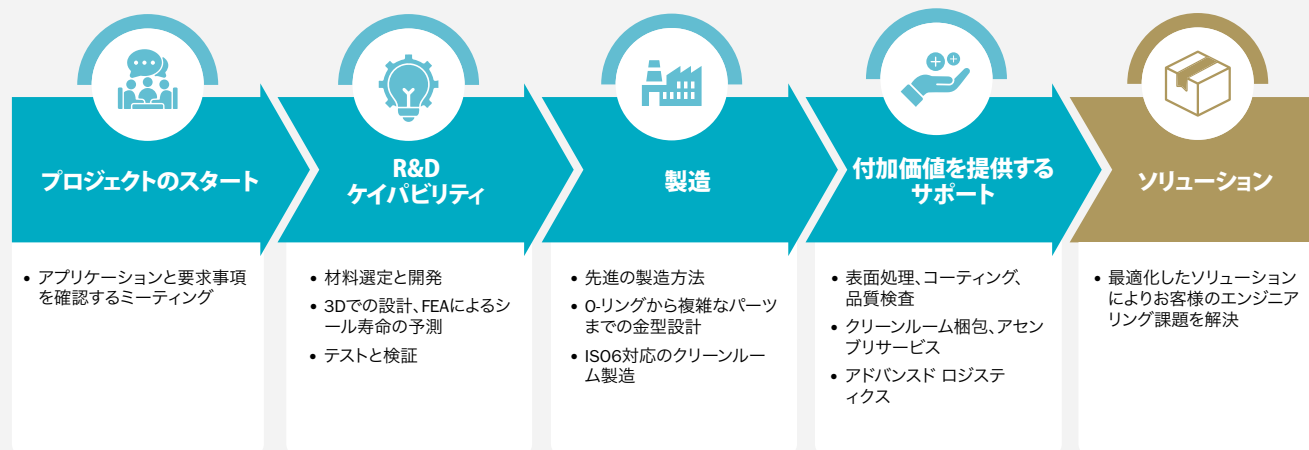 プロジェクトのスタート
• アプリケーションと要求事項
を確認するミーティング
R&D
ケイパビリティ
• 材料選定と開発
• 3Dでの設計、FEAによるシ
ール寿命の予測
• テストと検証
製造
• 先進の製造方法
• O-リングから複雑なパーツ
までの金型設計
• ISO6対応のクリーンルー
ム製造
付加価値を提供する
サポート
• 表面処理、コーティング、
品質検査
• クリーンルーム梱包、アセン
ブリサービス
• アドバンスド ロジステ
ィクス
ソリューション
• 最適化したソリューション
によりお客様のエンジニア
リング課題を解決